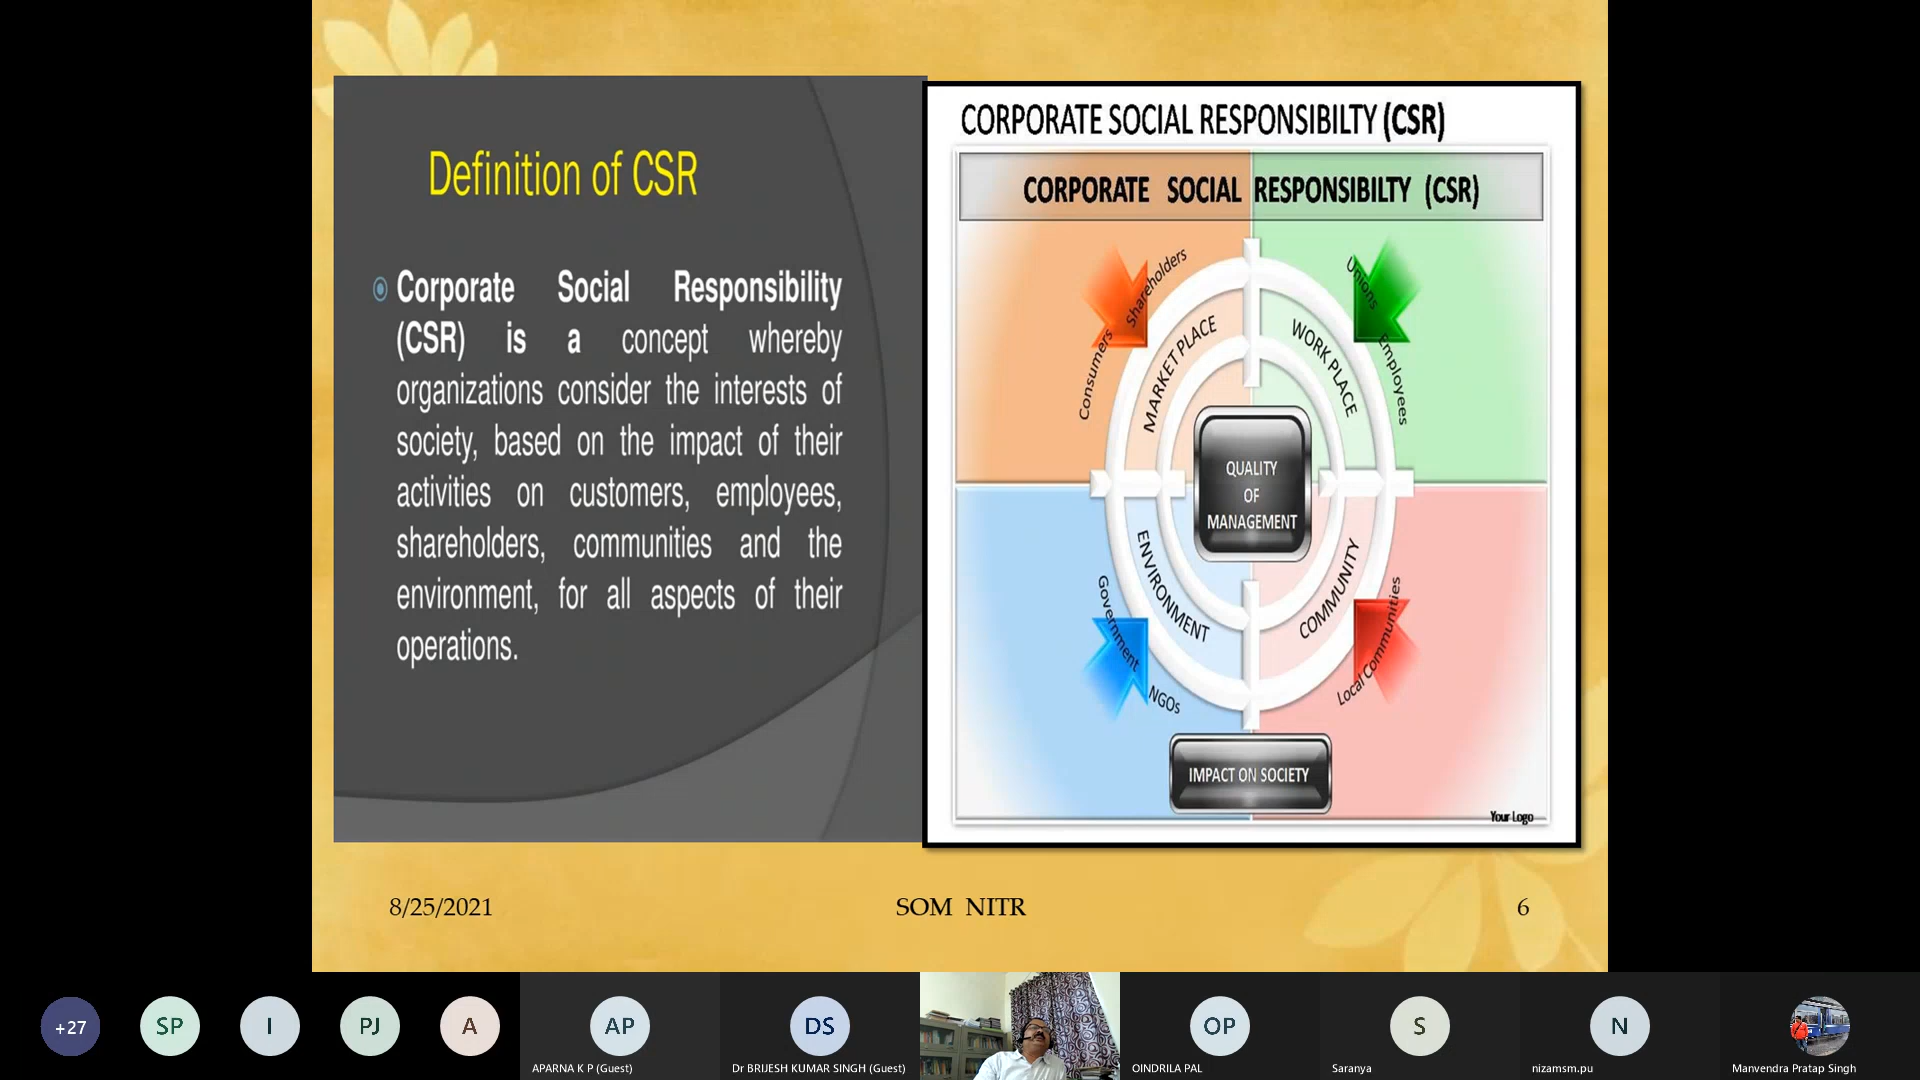 Definition of CSR
Corporate Social Responsibility
(CSR) is a concept whereby
organizations consider the interests of
society, based on the impact of their
activities on customers, employees,
shareholders, communities and the
environment, for all aspects of their
operations.
CORPORATE SOCIAL RESPONSIBILTY (CSR)
CORPORATE SOCIAL RESPONSIBILTY (CSR)
Consumers Shareholders
MARKET PLACE
Unions Employees
WORK PLACE
QUALITY
OF
MANAGEMENT
ENVIRONMENT
Government NGOs
COMMUNITY
Local Communities
IMPACT ON SOCIETY
Your Logo
8/25/2021 SOM NITR 6
+27 SP I PJ A AP DS OP S N
APARNA K P (Guest) Dr BRIJESH KUMAR SINGH (Guest) OINDRILA PAL Saranya nizamsm.pu Manvendra Pratap Singh